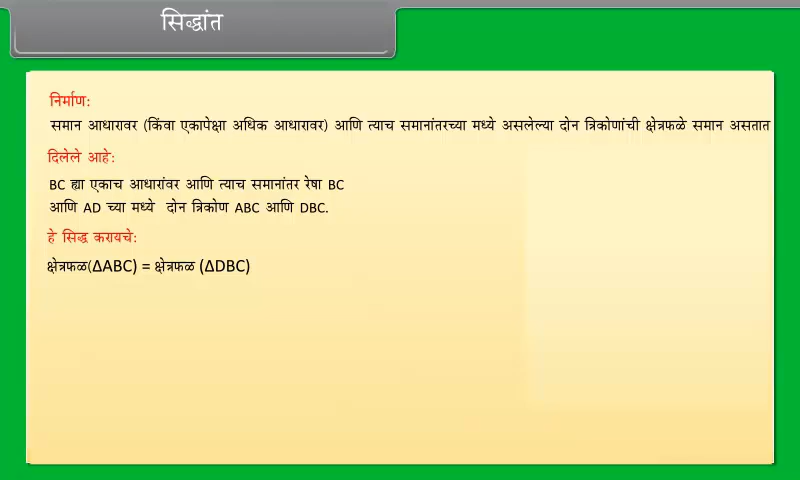 सिद्धांत
निर्माण:
समान आधारावर (किंवा एकापेक्षा अधिक आधारावर) आणि त्याच समानांतरच्या मध्ये असलेल्या दोन त्रिकोणांची क्षेत्रफळे समान असतात
दिलेले आहे:
BC ह्या एकाच आधारांवर आणि त्याच समानांतर रेषा BC
आणि AD च्या मध्ये दोन त्रिकोण ABC आणि DBC.
हे सिद्ध करायचे:
क्षेत्रफळ(ΔABC) = क्षेत्रफळ (ΔDBC)